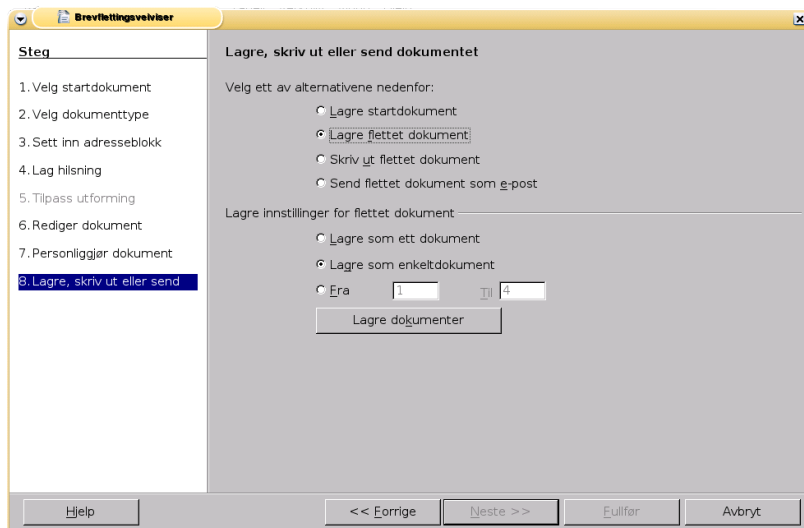 Brevflettingsveiviser
Steg
1. Velg startdokument
2. Velg dokumenttype
3. Sett inn adresseblokk
4. Lag hilsning
5. Tilpass utforming
6. Rediger dokument
7. Personliggjør dokument
8. Lagre, skriv ut eller send
Lagre, skriv ut eller send dokumentet
Velg ett av alternativene nedenfor:
Lagre startdokument
Lagre flettet dokument
Skriv ut flettet dokument
Send flettet dokument som e-post
Lagre innstillinger for flettet dokument
Lagre som ett dokument
Lagre som enkeltdokument
Fra 1 Til 4
Lagre dokumenter
Hjelp << Forrige Neste >> Fullfør Avbryt